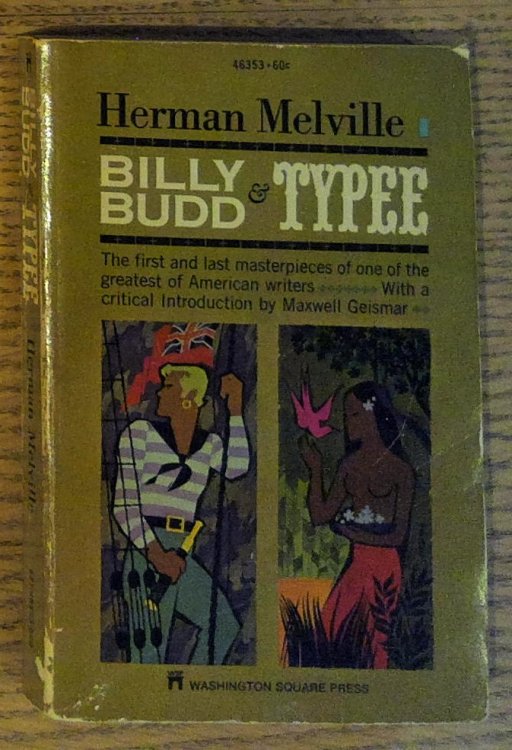 46353 • 60¢
Herman Melville
BILLY
BUDD
& TYPEE
The first and last masterpieces of one of the
greatest of American writers With a
critical Introduction by Maxwell Geismar
WASHINGTON SQUARE PRESS
BILLY
BUDD
& TYPEE
Herman Melville